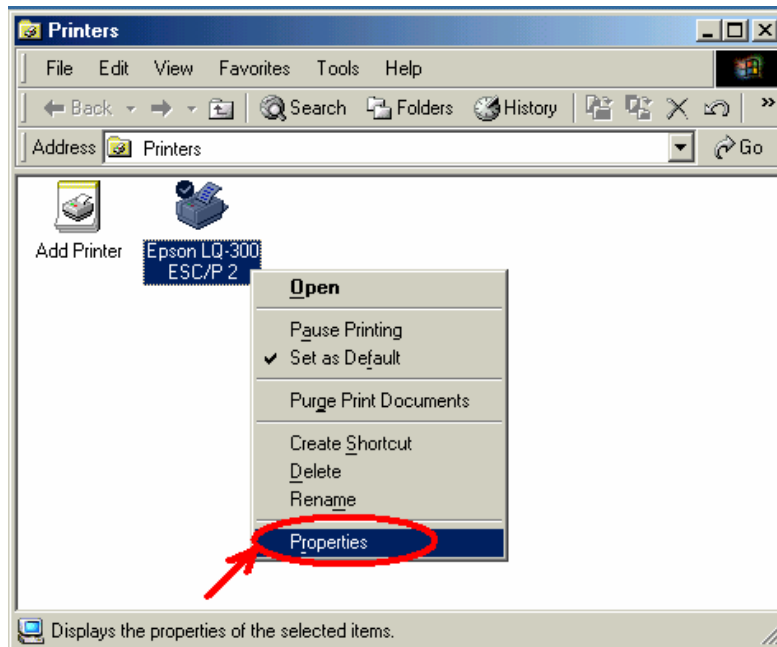 Printers
File Edit View Favorites Tools Help
Back Search Folders History »
Address Printers Go
Add Printer
Epson LQ-300
ESC/P 2
Open
Pause Printing
Set as Default
Purge Print Documents
Create Shortcut
Delete
Rename
Properties
Displays the properties of the selected items.